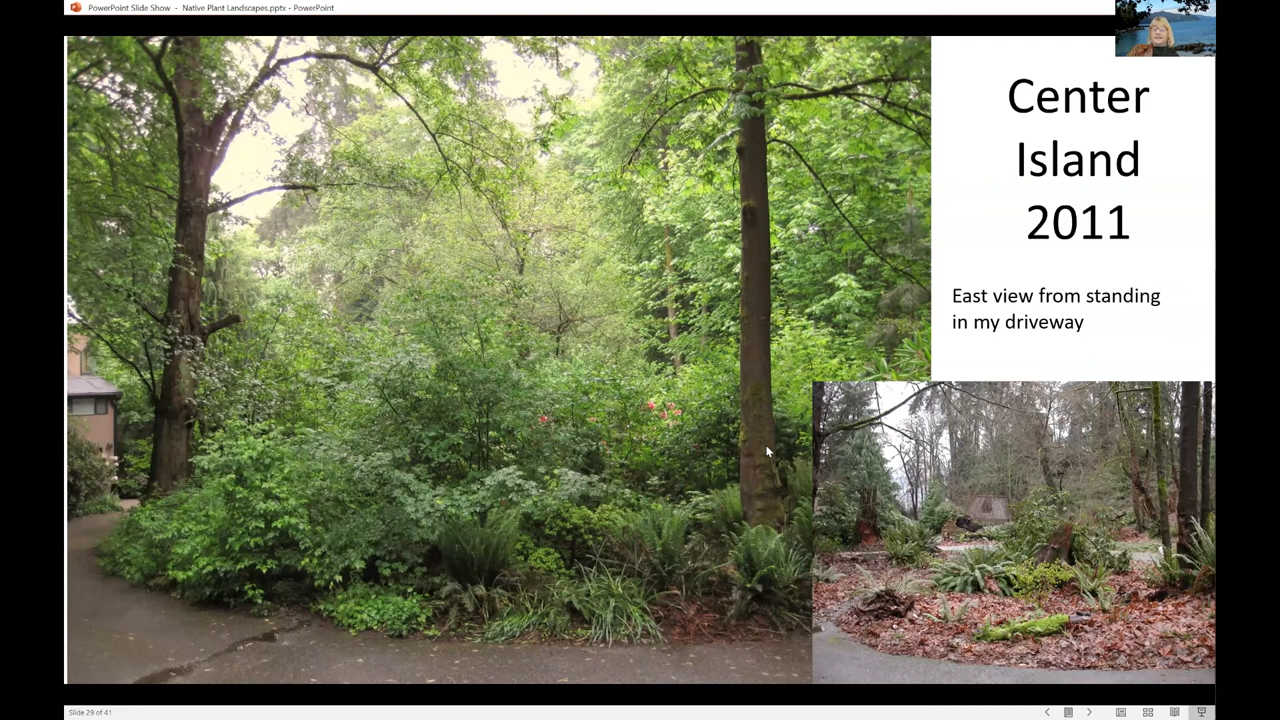 PowerPoint Slide Show - Native Plant Landscapes.pptx - PowerPoint
Center
Island
2011
East view from standing
in my driveway
Slide 29 of 41